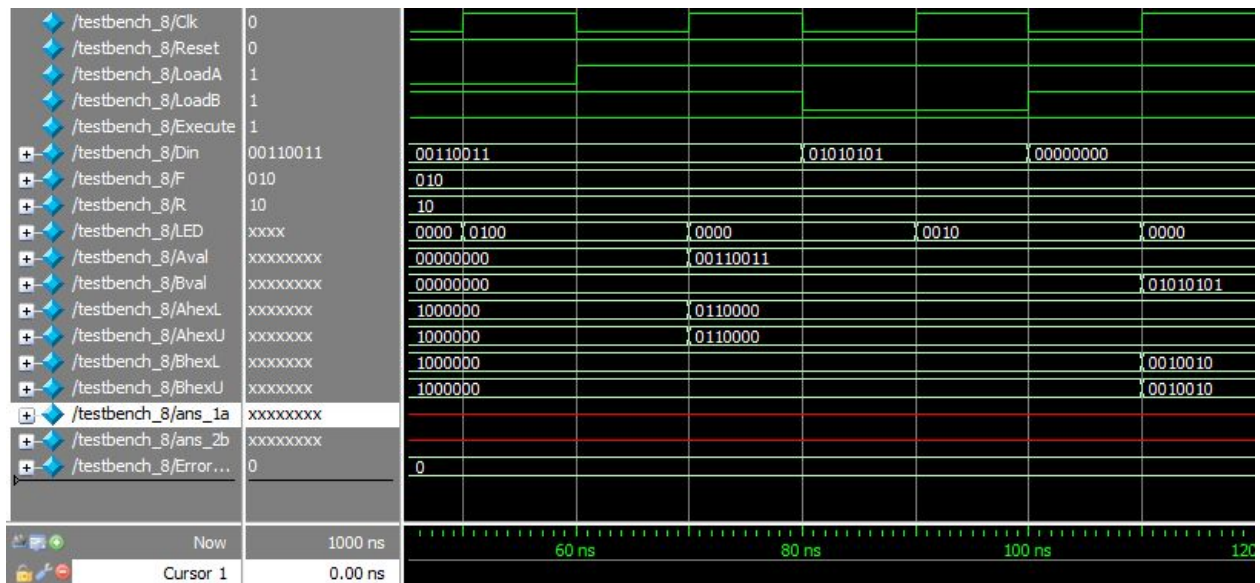 /testbench_8/Clk 0
/testbench_8/Reset 0
/testbench_8/LoadA 1
/testbench_8/LoadB 1
/testbench_8/Execute 1
/testbench_8/Din 00110011 00110011 01010101 00000000
/testbench_8/F 010 010
/testbench_8/R 10 10
/testbench_8/LED xxxx 0000 0100 0000 0010 0000
/testbench_8/Aval xxxxxxxx 00000000 00110011
/testbench_8/Bval xxxxxxxx 00000000 01010101
/testbench_8/AhexL xxxxxxx 1000000 0110000
/testbench_8/AhexU xxxxxxx 1000000 0110000
/testbench_8/BhexL xxxxxxx 1000000 0010010
/testbench_8/BhexU xxxxxxx 1000000 0010010
/testbench_8/ans_1a xxxxxxxx
/testbench_8/ans_2b xxxxxxxx
/testbench_8/Error... 0 0
Now 1000 ns 60 ns 80 ns 100 ns 120
Cursor 1 0.00 ns